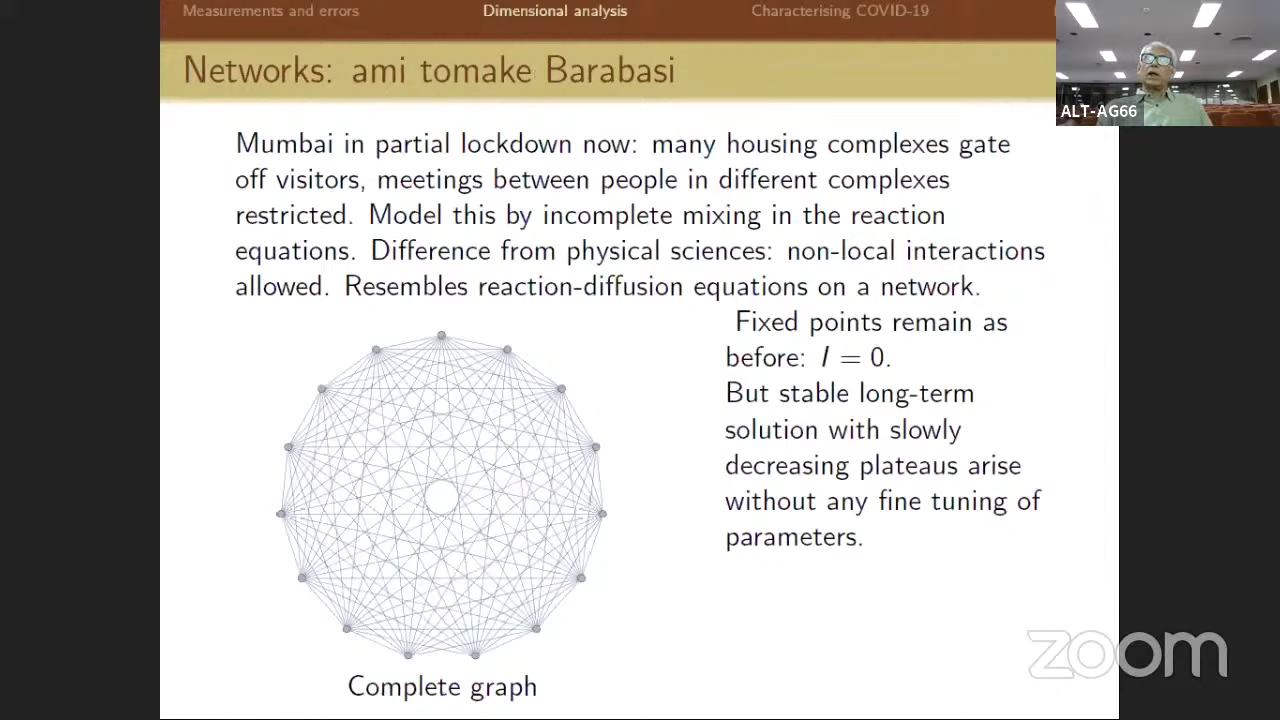 Measurements and errors
Dimensional analysis
Characterising COVID-19
Networks: ami tomake Barabasi
ALT-AG66
Mumbai in partial lockdown now: many housing complexes gate
off visitors, meetings between people in different complexes
restricted. Model this by incomplete mixing in the reaction
equations. Difference from physical sciences: non-local interactions
allowed. Resembles reaction-diffusion equations on a network.
Fixed points remain as
before: I = 0.
But stable long-term
solution with slowly
decreasing plateaus arise
without any fine tuning of
parameters.
Complete graph
zoom